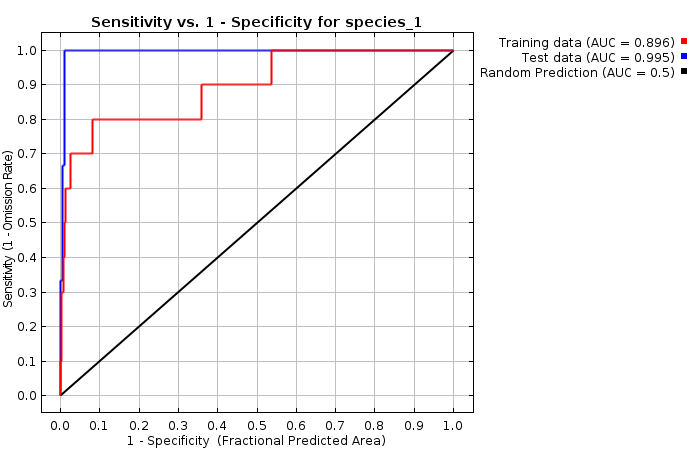 Sensitivity vs. 1 - Specificity for species_1
Training data (AUC = 0.896)
Test data (AUC = 0.995)
Random Prediction (AUC = 0.5)
Sensitivity (1 - Omission Rate)
1.0
0.9
0.8
0.7
0.6
0.5
0.4
0.3
0.2
0.1
0.0
0.0 0.1 0.2 0.3 0.4 0.5 0.6 0.7 0.8 0.9 1.0
1 - Specificity (Fractional Predicted Area)